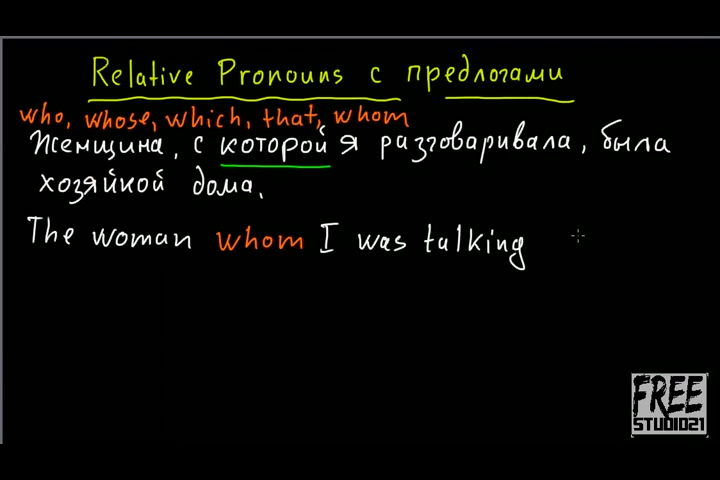 Relative Pronouns с предлогами
who, whose, which, that, whom
Женщина, с которой я разговаривала, была
хозяйкой дома.
The woman whom I was talking
FREE
STUDIO21